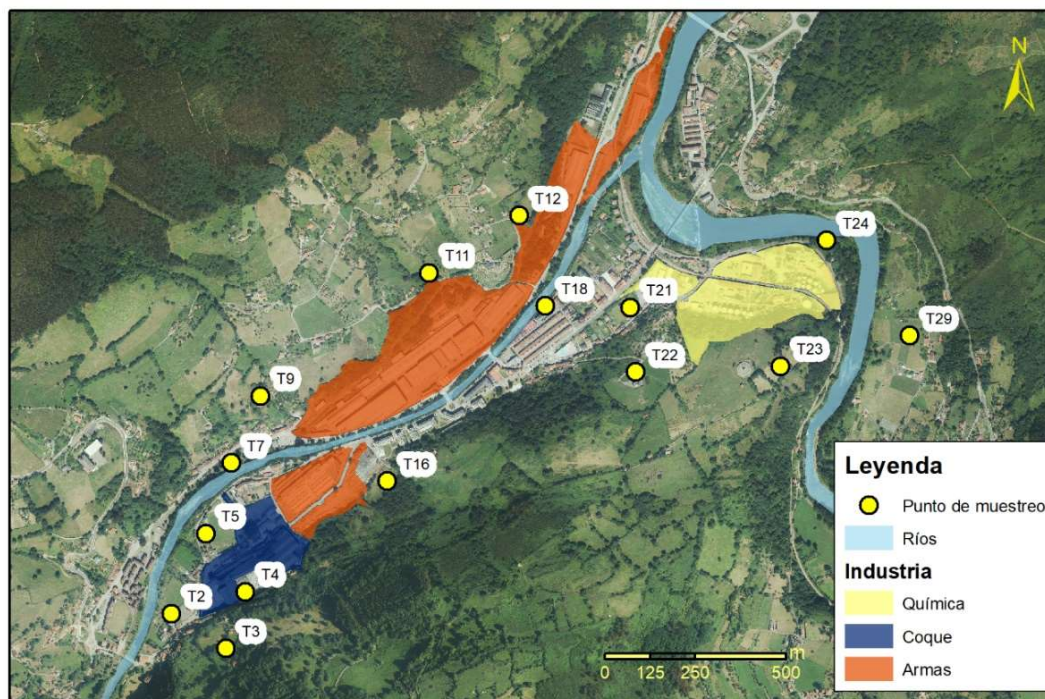 N
T12
T24
T11
T18
T21
T29
T22
T23
T9
T7
T16
T5
T4
T2
T3
m
0 125 250 500
Leyenda
Punto de muestreo
Ríos
Industria
Química
Coque
Armas